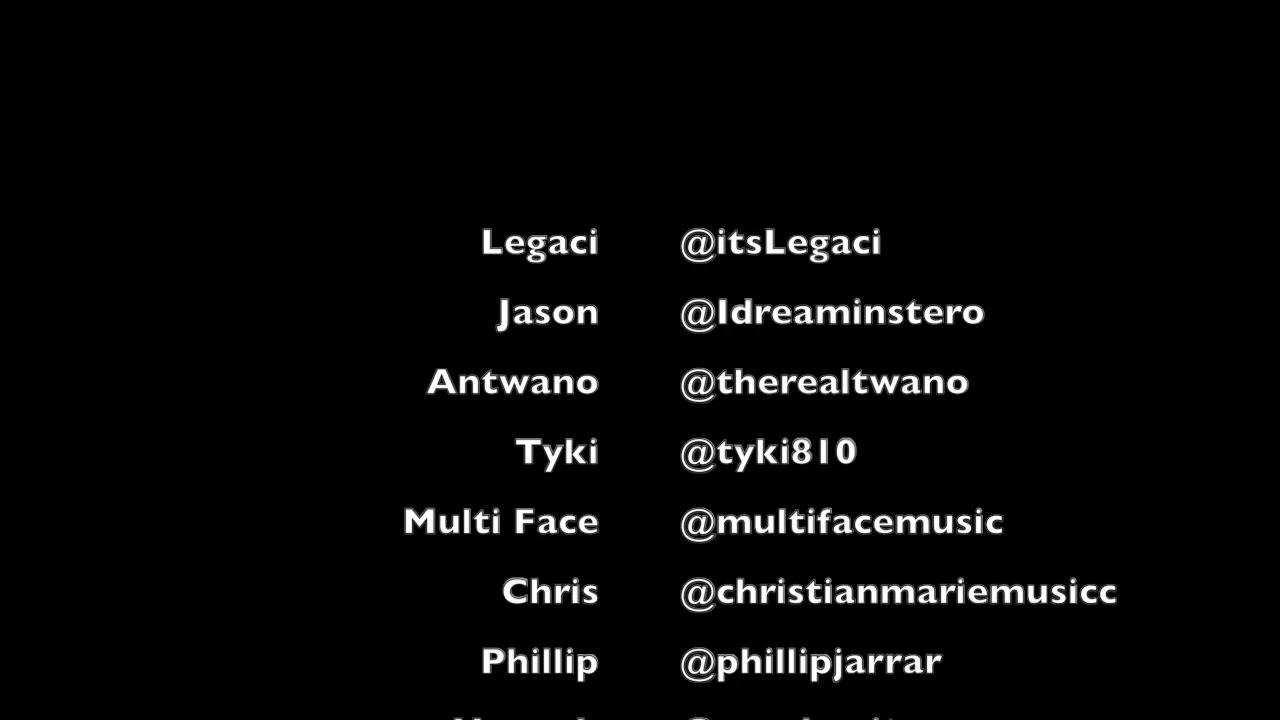 Legaci @itsLegaci
Jason @Idreaminstero
Antwano @therealtwano
Tyki @tyki810
Multi Face @multifacemusic
Chris @christianmariemusicc
Phillip @phillipjarrar